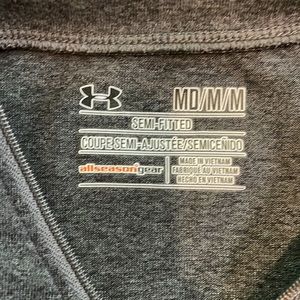 MD/M/M
SEMI-FITTED
COUPE SEMI-AJUSTÉE/SEMICEÑIDO
allseasongear
MADE IN VIETNAM
FABRIQUÉ AU VIETNAM
HECHO EN VIETNAM